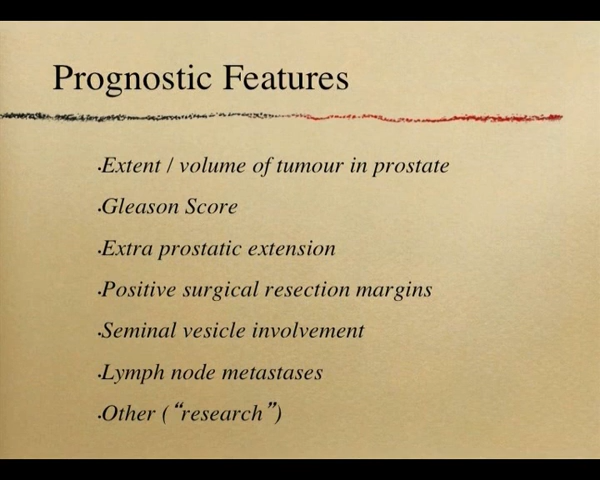 Prognostic Features
·Extent / volume of tumour in prostate
·Gleason Score
·Extra prostatic extension
·Positive surgical resection margins
·Seminal vesicle involvement
·Lymph node metastases
·Other (“research”)